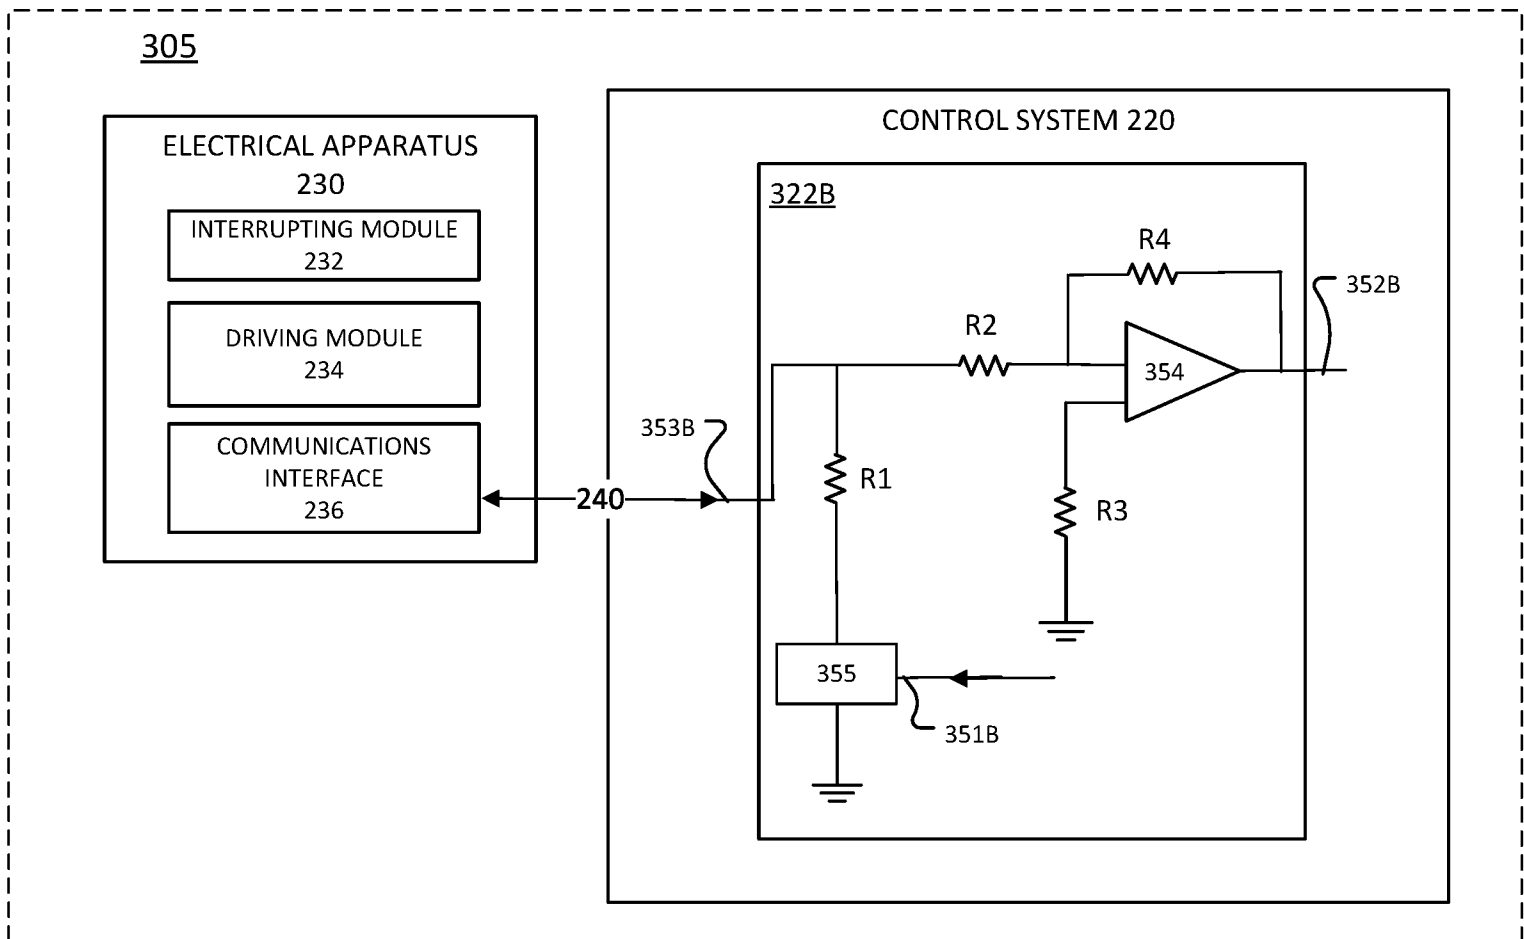 305
ELECTRICAL APPARATUS
230
INTERRUPTING MODULE
232
DRIVING MODULE
234
COMMUNICATIONS
INTERFACE
236
240
353B
CONTROL SYSTEM 220
322B
R4
352B
R2
354
R1
R3
355
351B